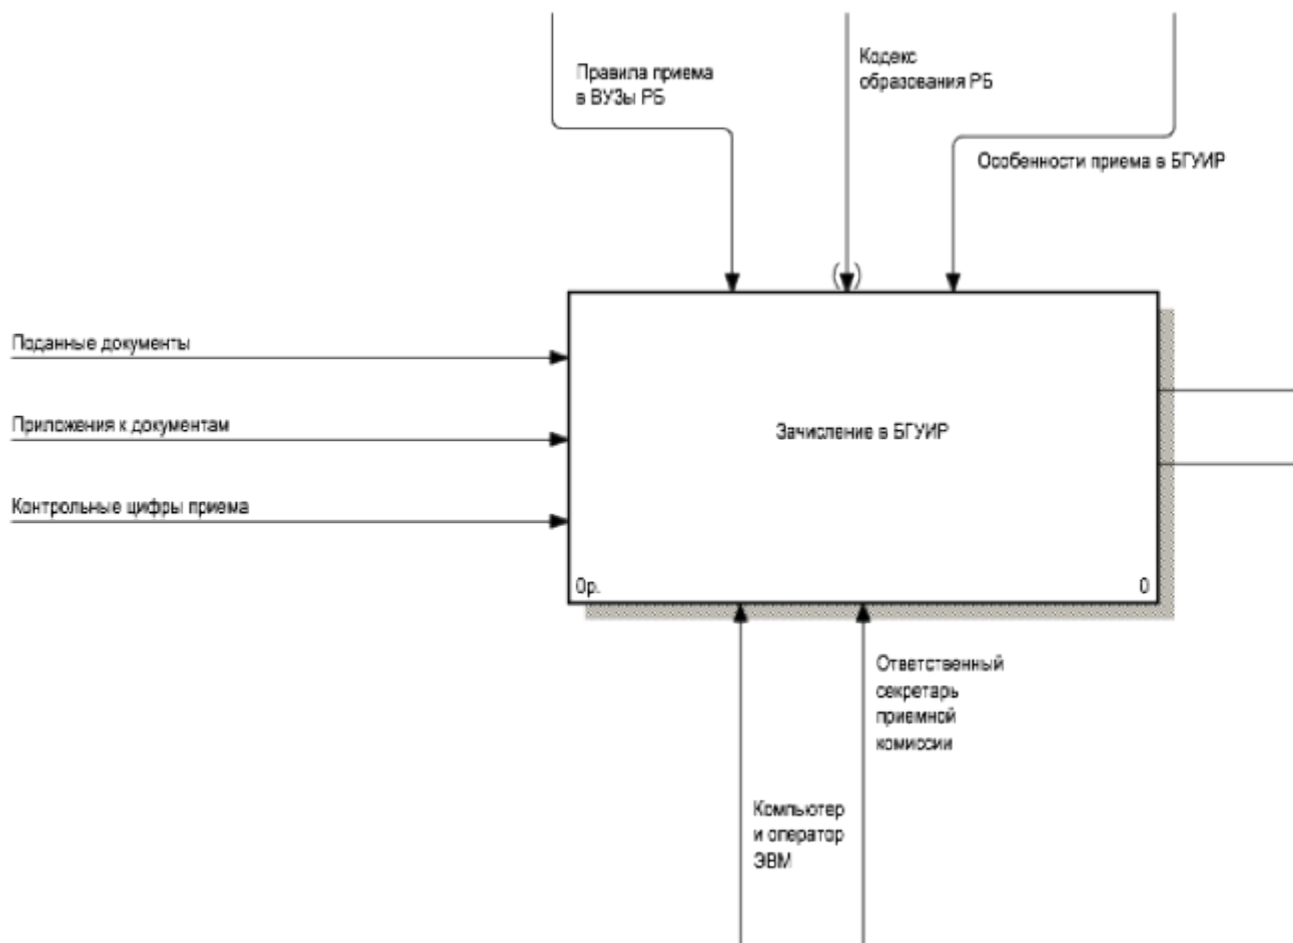 Правила приема
в ВУЗы РБ
Кодекс
образования РБ
Особенности приема в БГУИР
( )
Поданные документы
Приложения к документам
Контрольные цифры приема
Зачисление в БГУИР
0р.
0
Ответственный
секретарь
приемной
комиссии
Компьютер
и оператор
ЭВМ